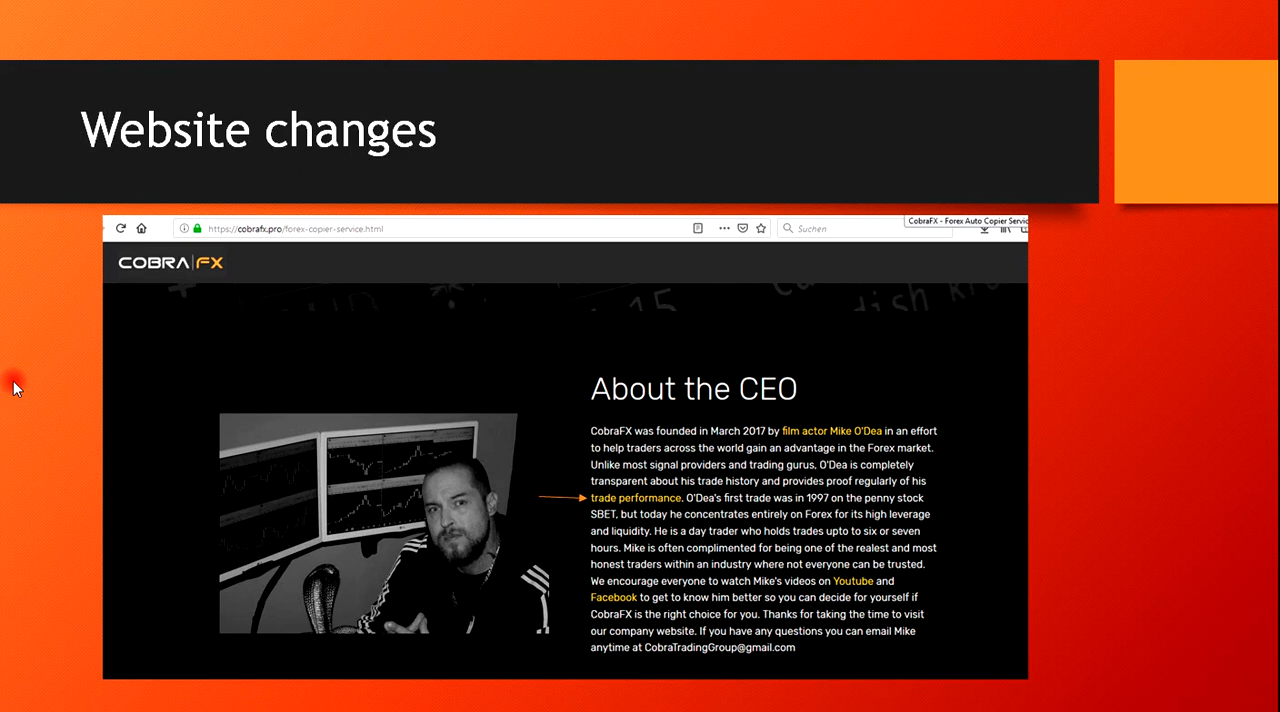 Website changes
CobraFX - Forex Auto Copier Servic
https://cobrafx.pro/forex-copier-service.html
Suchen
COBRA|FX
15
About the CEO
CobraFX was founded in March 2017 by film actor Mike O'Dea in an effort
to help traders across the world gain an advantage in the Forex market.
Unlike most signal providers and trading gurus, O'Dea is completely
transparent about his trade history and provides proof regularly of his
trade performance. O'Dea's first trade was in 1997 on the penny stock
SBET, but today he concentrates entirely on Forex for its high leverage
and liquidity. He is a day trader who holds trades upto to six or seven
hours. Mike is often complimented for being one of the realest and most
honest traders within an industry where not everyone can be trusted.
We encourage everyone to watch Mike's videos on Youtube and
Facebook to get to know him better so you can decide for yourself if
CobraFX is the right choice for you. Thanks for taking the time to visit
our company website. If you have any questions you can email Mike
anytime at CobraTradingGroup@gmail.com